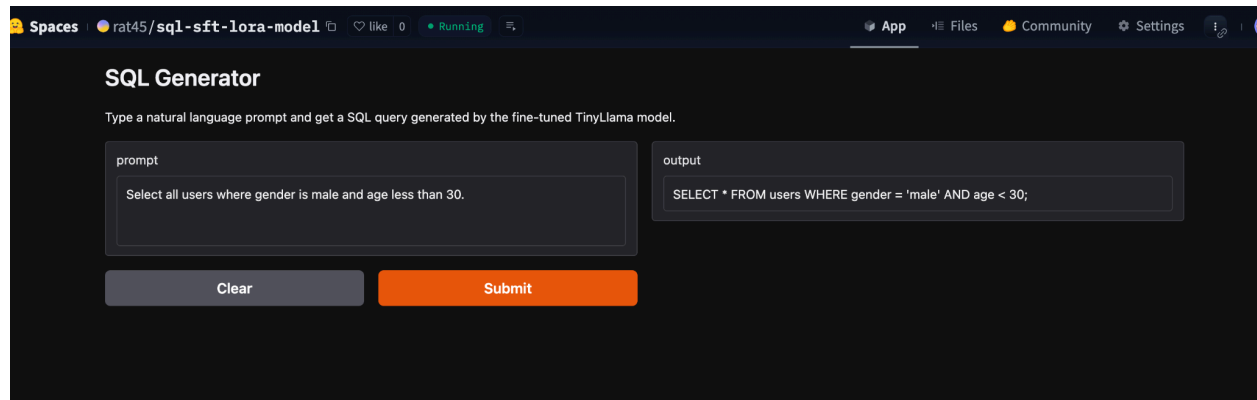 Spaces rat45/sql-sft-lora-model like 0 Running App Files Community Settings
SQL Generator
Type a natural language prompt and get a SQL query generated by the fine-tuned TinyLlama model.
prompt
Select all users where gender is male and age less than 30.
output
SELECT * FROM users WHERE gender = 'male' AND age < 30;
Clear
Submit